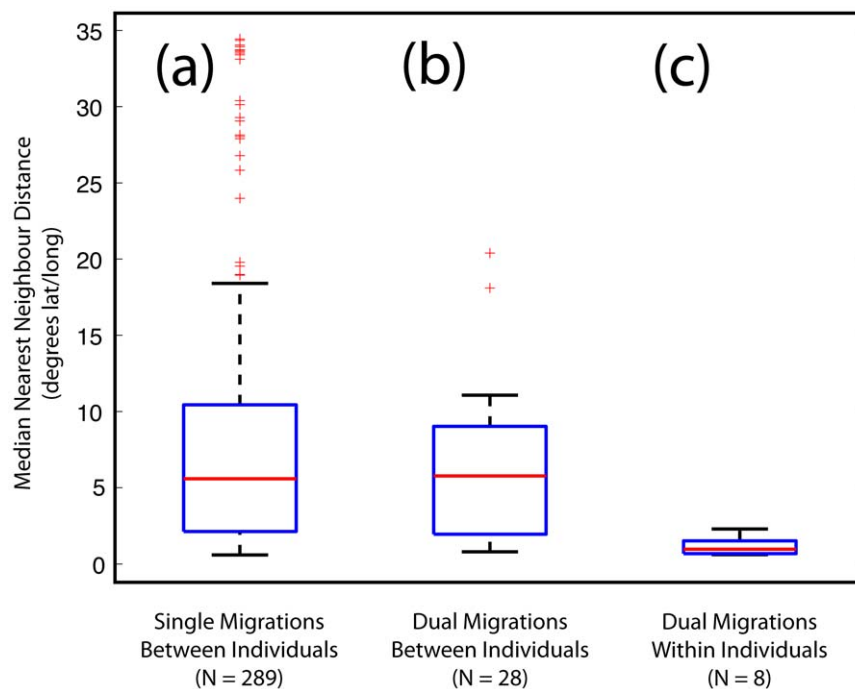 Median Nearest Neighbour Distance
(degrees lat/long)
35
30
25
20
15
10
5
0
(a)
(b)
(c)
Single Migrations
Between Individuals
(N = 289)
Dual Migrations
Between Individuals
(N = 28)
Dual Migrations
Within Individuals
(N = 8)